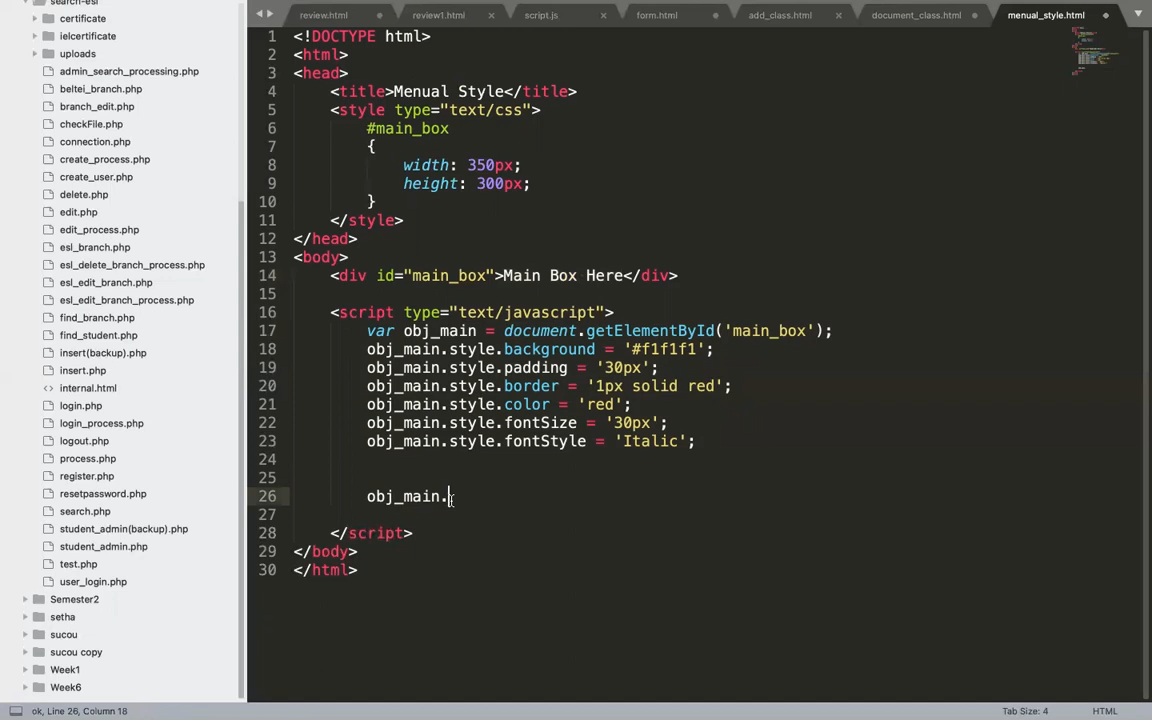 search-esl
certificate
ielcertificate
uploads
admin_search_processing.php
beltei_branch.php
branch_edit.php
checkFile.php
connection.php
create_process.php
create_user.php
delete.php
edit.php
edit_process.php
esl_branch.php
esl_delete_branch_process.php
esl_edit_branch.php
esl_edit_branch_process.php
find_branch.php
find_student.php
insert(backup).php
insert.php
internal.html
login.php
login_process.php
logout.php
process.php
register.php
resetpassword.php
search.php
student_admin(backup).php
student_admin.php
test.php
user_login.php
Semester2
setha
sucou
sucou copy
Week1
Week6
review.html
review1.html
script.js
form.html
add_class.html
document_class.html
menual_style.html
1 <!DOCTYPE html>
2 <html>
3 <head>
4 <title>Menual Style</title>
5 <style type="text/css">
6 #main_box
7 {
8 width: 350px;
9 height: 300px;
10 }
11 </style>
12 </head>
13 <body>
14 <div id="main_box">Main Box Here</div>
15
16 <script type="text/javascript">
17 var obj_main = document.getElementById('main_box');
18 obj_main.style.background = '#f1f1f1';
19 obj_main.style.padding = '30px';
20 obj_main.style.border = '1px solid red';
21 obj_main.style.color = 'red';
22 obj_main.style.fontSize = '30px';
23 obj_main.style.fontStyle = 'Italic';
24
25
26 obj_main.
27
28 </script>
29 </body>
30 </html>
ok, Line 26, Column 18
Tab Size: 4
HTML